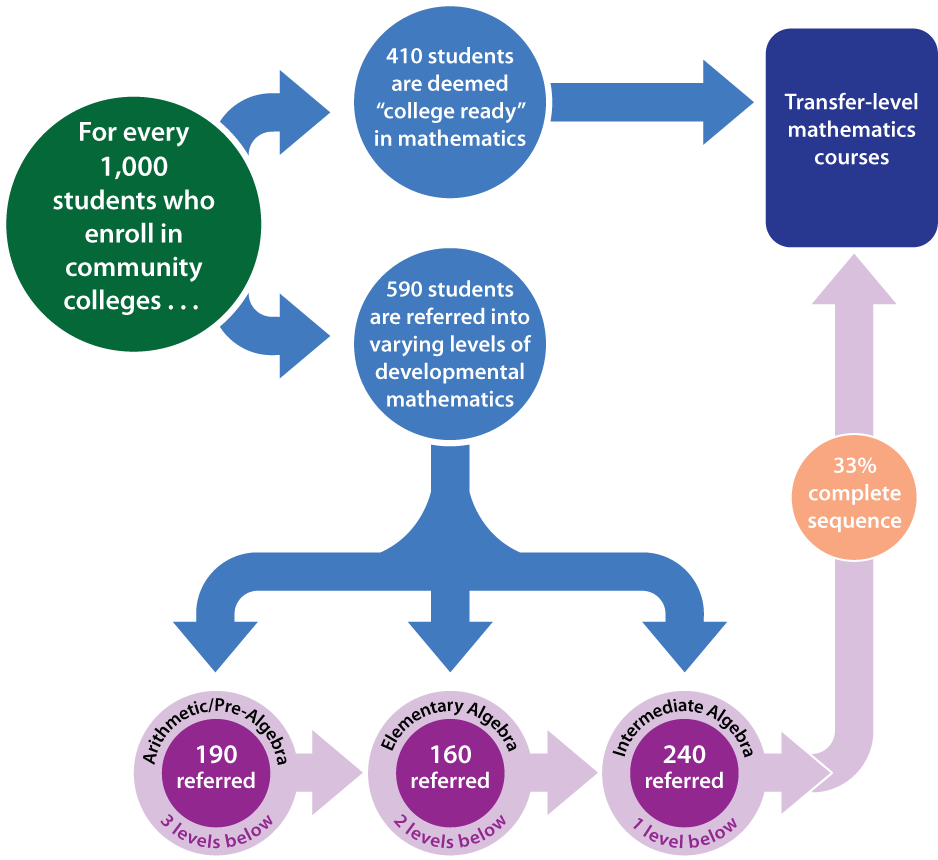 For every
1,000
students who
enroll in
community
colleges . . .
410 students
are deemed
“college ready”
in mathematics
Transfer-level
mathematics
courses
590 students
are referred into
varying levels of
developmental
mathematics
33%
complete
sequence
Arithmetic/Pre-Algebra
190
referred
3 levels below
Elementary Algebra
160
referred
2 levels below
Intermediate Algebra
240
referred
1 level below